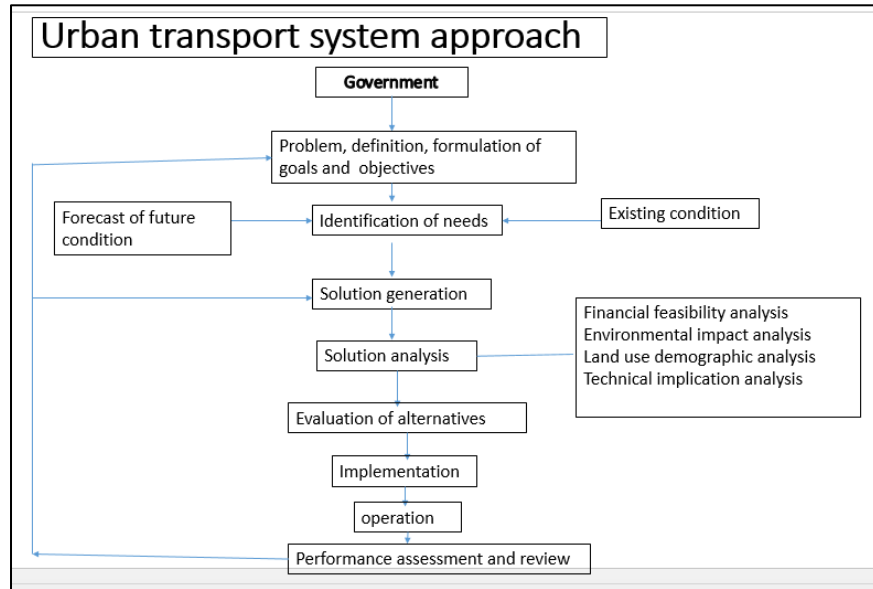 Urban transport system approach
Government
Problem, definition, formulation of
goals and objectives
Forecast of future
condition
Identification of needs
Existing condition
Solution generation
Solution analysis
Financial feasibility analysis
Environmental impact analysis
Land use demographic analysis
Technical implication analysis
Evaluation of alternatives
Implementation
operation
Performance assessment and review